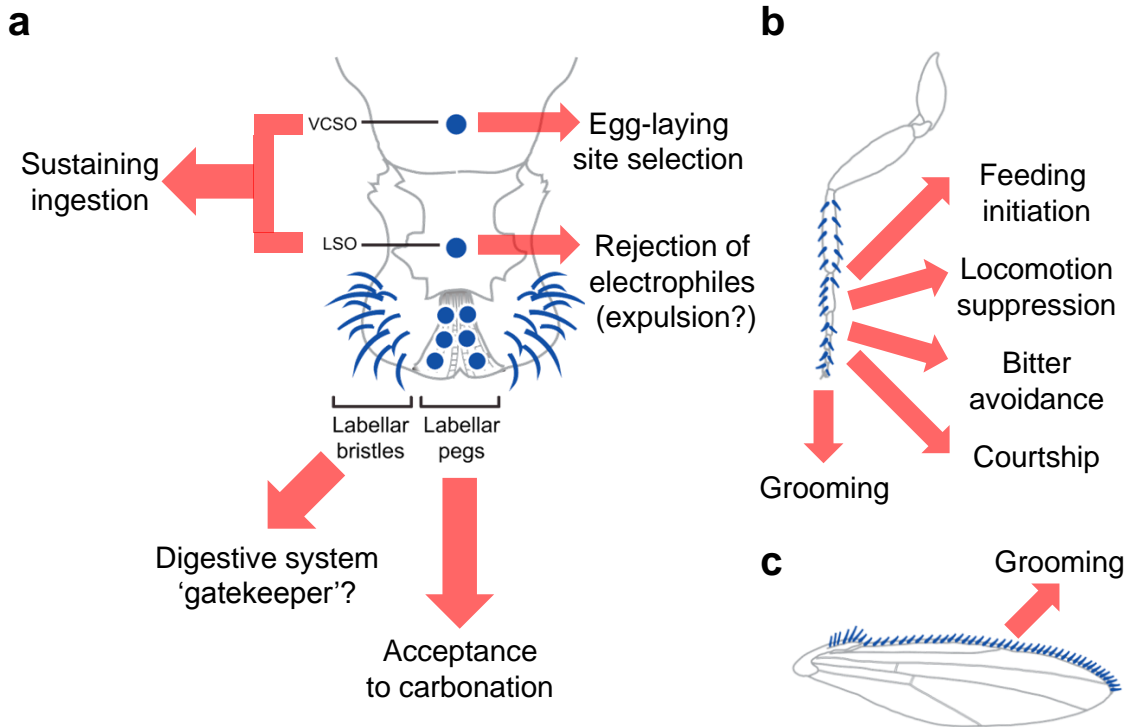 a
VCSO
Egg-laying
site selection
Sustaining
ingestion
LSO
Rejection of
electrophiles
(expulsion?)
Labellar
bristles
Labellar
pegs
Digestive system
‘gatekeeper’?
Acceptance
to carbonation
b
Feeding
initiation
Locomotion
suppression
Bitter
avoidance
Courtship
Grooming
c
Grooming